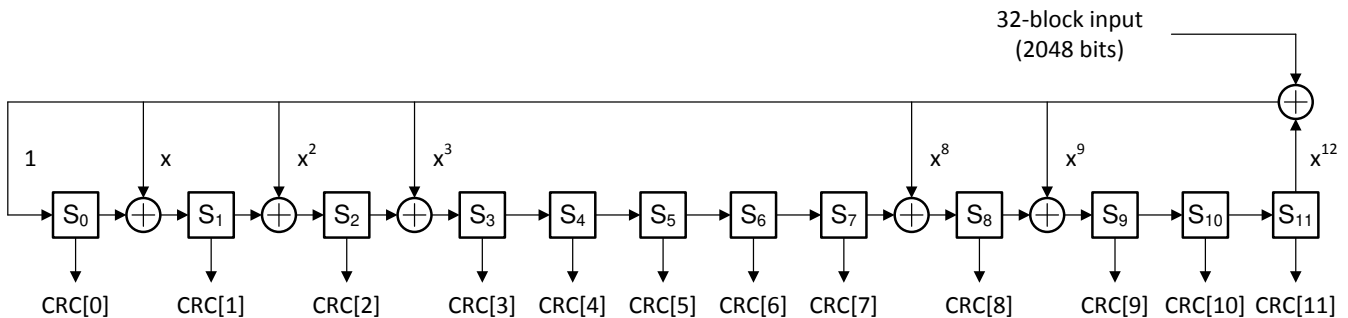 32-block input
(2048 bits)
1 x x² x³ x⁸ x⁹ x¹²
S₀ S₁ S₂ S₃ S₄ S₅ S₆ S₇ S₈ S₉ S₁₀ S₁₁
CRC[0] CRC[1] CRC[2] CRC[3] CRC[4] CRC[5] CRC[6] CRC[7] CRC[8] CRC[9] CRC[10] CRC[11]